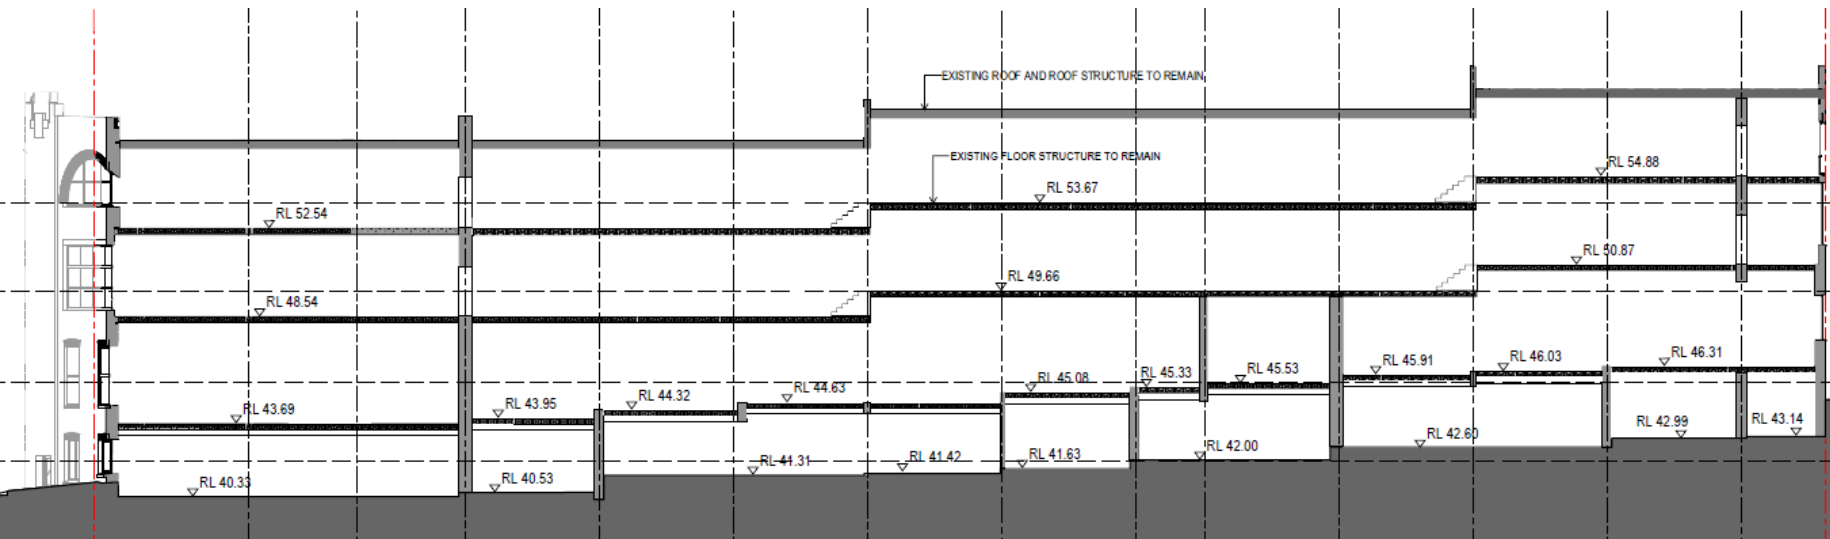 EXISTING ROOF AND ROOF STRUCTURE TO REMAIN
EXISTING FLOOR STRUCTURE TO REMAIN
RL 54.88
RL 53.67
RL 52.54
RL 50.87
RL 49.66
RL 48.54
RL 46.31
RL 46.03
RL 45.91
RL 45.53
RL 45.33
RL 45.08
RL 44.63
RL 44.32
RL 43.95
RL 43.69
RL 43.14
RL 42.99
RL 42.60
RL 42.00
RL 41.63
RL 41.42
RL 41.31
RL 40.53
RL 40.33